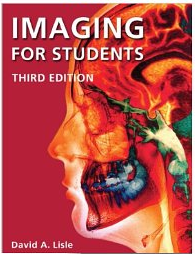 IMAGING
FOR STUDENTS
THIRD EDITION
David A. Lisle